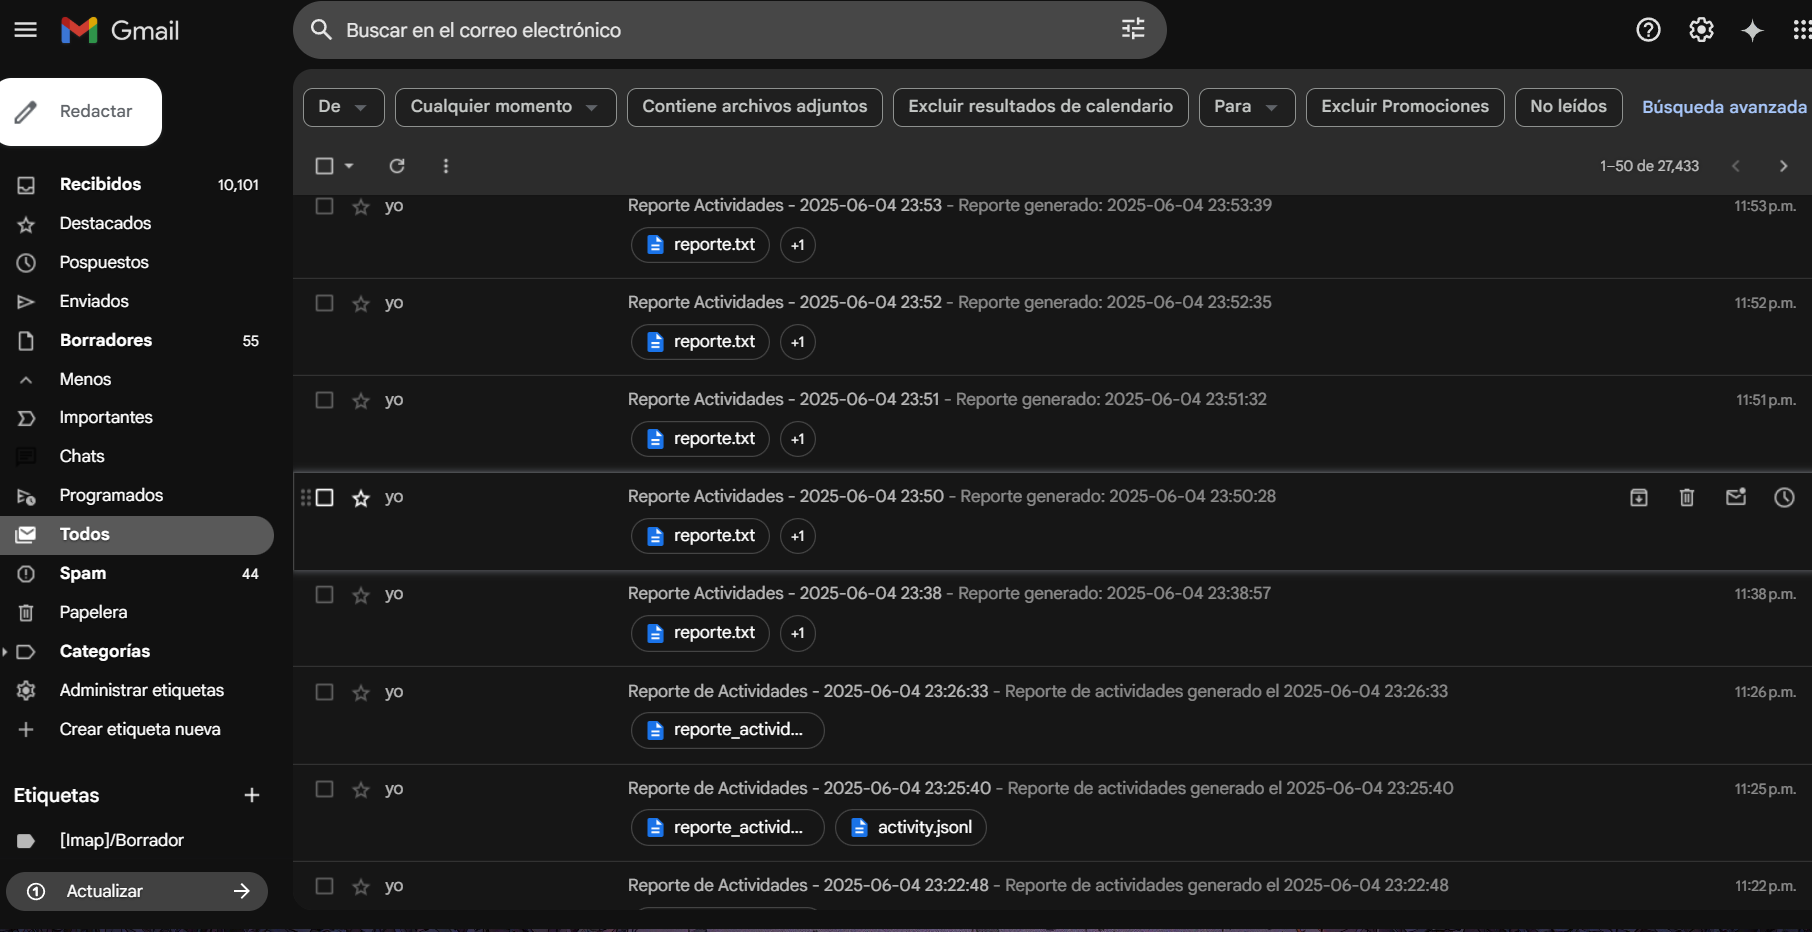 Gmail
Buscar en el correo electrónico
Redactar
De
Cualquier momento
Contiene archivos adjuntos
Excluir resultados de calendario
Para
Excluir Promociones
No leídos
Búsqueda avanzada
1–50 de 27,433
Recibidos 10,101
Destacados
Pospuestos
Enviados
Borradores 55
Menos
Importantes
Chats
Programados
Todos
Spam 44
Papelera
Categorías
Administrar etiquetas
Crear etiqueta nueva
Etiquetas
[Imap]/Borrador
1 Actualizar
yo Reporte Actividades - 2025-06-04 23:53 - Reporte generado: 2025-06-04 23:53:39 11:53 p.m.
reporte.txt +1
yo Reporte Actividades - 2025-06-04 23:52 - Reporte generado: 2025-06-04 23:52:35 11:52 p.m.
reporte.txt +1
yo Reporte Actividades - 2025-06-04 23:51 - Reporte generado: 2025-06-04 23:51:32 11:51 p.m.
reporte.txt +1
yo Reporte Actividades - 2025-06-04 23:50 - Reporte generado: 2025-06-04 23:50:28
reporte.txt +1
yo Reporte Actividades - 2025-06-04 23:38 - Reporte generado: 2025-06-04 23:38:57 11:38 p.m.
reporte.txt +1
yo Reporte de Actividades - 2025-06-04 23:26:33 - Reporte de actividades generado el 2025-06-04 23:26:33 11:26 p.m.
reporte_activid...
yo Reporte de Actividades - 2025-06-04 23:25:40 - Reporte de actividades generado el 2025-06-04 23:25:40 11:25 p.m.
reporte_activid... activity.jsonl
yo Reporte de Actividades - 2025-06-04 23:22:48 - Reporte de actividades generado el 2025-06-04 23:22:48 11:22 p.m.